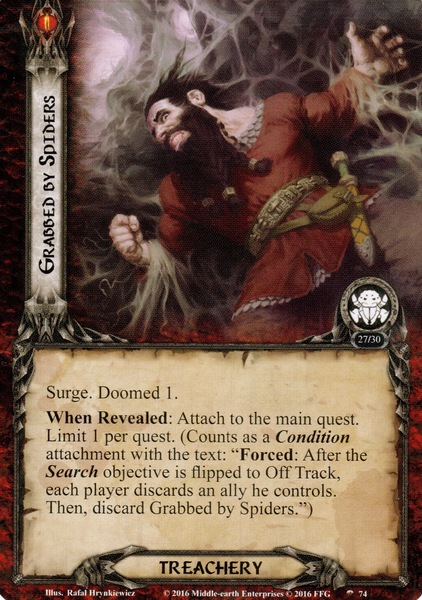 GRABBED BY SPIDERS
27/30
Surge. Doomed 1.
When Revealed: Attach to the main quest.
Limit 1 per quest. (Counts as a Condition
attachment with the text: “Forced: After the
Search objective is flipped to Off Track,
each player discards an ally he controls.
Then, discard Grabbed by Spiders.”)
TREACHERY
Illus. Rafał Hrynkiewicz © 2016 Middle-earth Enterprises © 2016 FFG 74